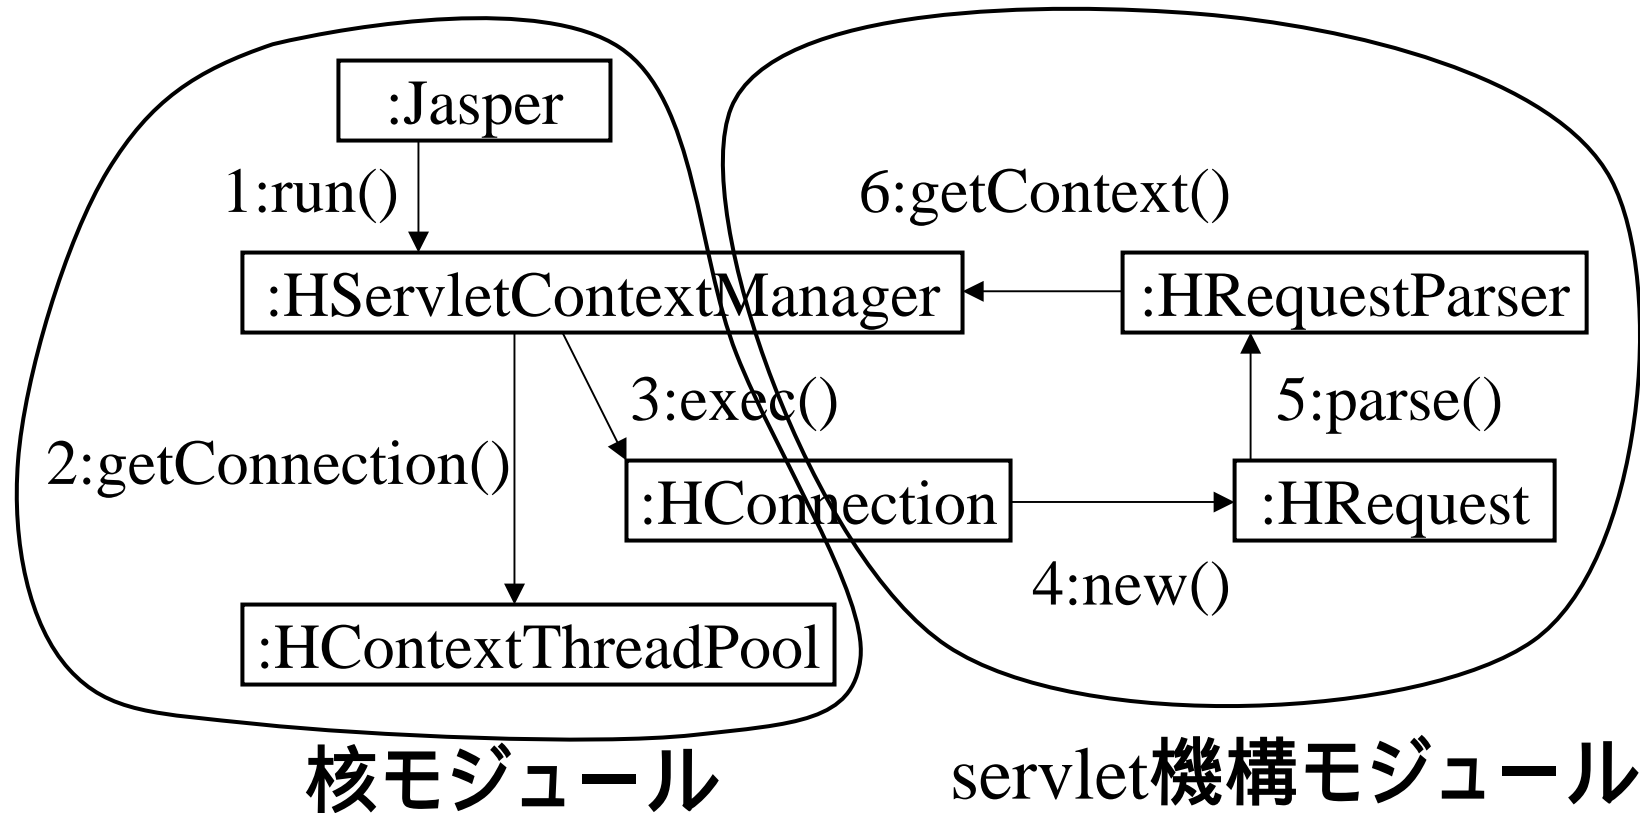 :Jasper
1:run()
6:getContext()
:HServletContextManager
:HRequestParser
3:exec()
5:parse()
2:getConnection()
:HConnection
:HRequest
4:new()
:HContextThreadPool
核モジュール
servlet機構モジュール